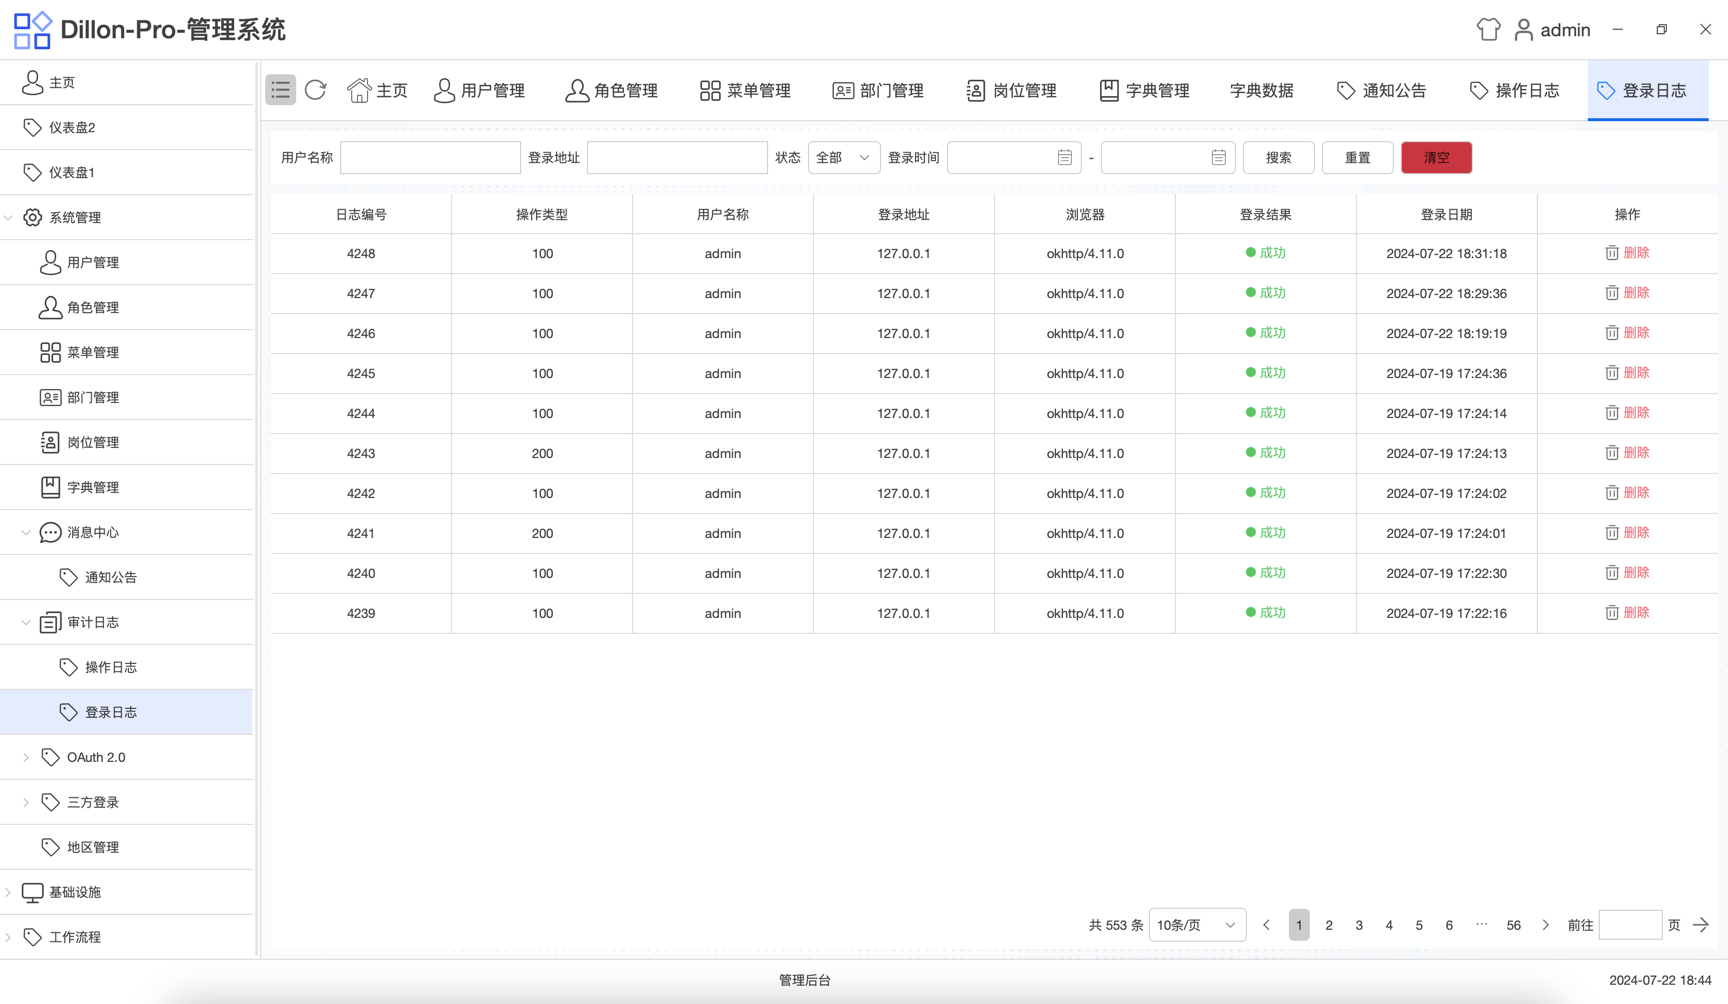 Dillon-Pro-管理系统
admin
主页
仪表盘2
仪表盘1
系统管理
用户管理
角色管理
菜单管理
部门管理
岗位管理
字典管理
消息中心
通知公告
审计日志
操作日志
登录日志
OAuth 2.0
三方登录
地区管理
基础设施
工作流程
主页 用户管理 角色管理 菜单管理 部门管理 岗位管理 字典管理 字典数据 通知公告 操作日志 登录日志
用户名称 登录地址 状态 全部 登录时间 - 搜索 重置 清空
日志编号 操作类型 用户名称 登录地址 浏览器 登录结果 登录日期 操作
4248 100 admin 127.0.0.1 okhttp/4.11.0 成功 2024-07-22 18:31:18 删除
4247 100 admin 127.0.0.1 okhttp/4.11.0 成功 2024-07-22 18:29:36 删除
4246 100 admin 127.0.0.1 okhttp/4.11.0 成功 2024-07-22 18:19:19 删除
4245 100 admin 127.0.0.1 okhttp/4.11.0 成功 2024-07-19 17:24:36 删除
4244 100 admin 127.0.0.1 okhttp/4.11.0 成功 2024-07-19 17:24:14 删除
4243 200 admin 127.0.0.1 okhttp/4.11.0 成功 2024-07-19 17:24:13 删除
4242 100 admin 127.0.0.1 okhttp/4.11.0 成功 2024-07-19 17:24:02 删除
4241 200 admin 127.0.0.1 okhttp/4.11.0 成功 2024-07-19 17:24:01 删除
4240 100 admin 127.0.0.1 okhttp/4.11.0 成功 2024-07-19 17:22:30 删除
4239 100 admin 127.0.0.1 okhttp/4.11.0 成功 2024-07-19 17:22:16 删除
共 553 条 10条/页 1 2 3 4 5 6 ··· 56 前往 页
管理后台
2024-07-22 18:44